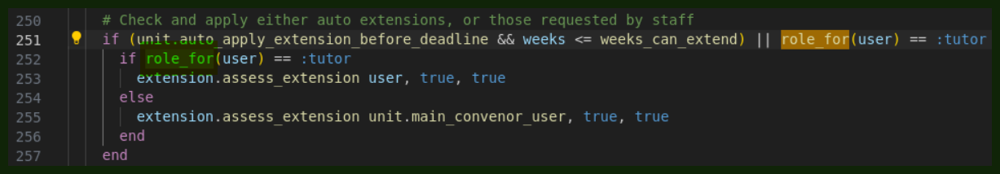 250 # Check and apply either auto extensions, or those requested by staff
251 if (unit.auto_apply_extension_before_deadline && weeks <= weeks_can_extend) || role_for(user) == :tutor
252 if role_for(user) == :tutor
253 extension.assess_extension user, true, true
254 else
255 extension.assess_extension unit.main_convenor_user, true, true
256 end
257 end